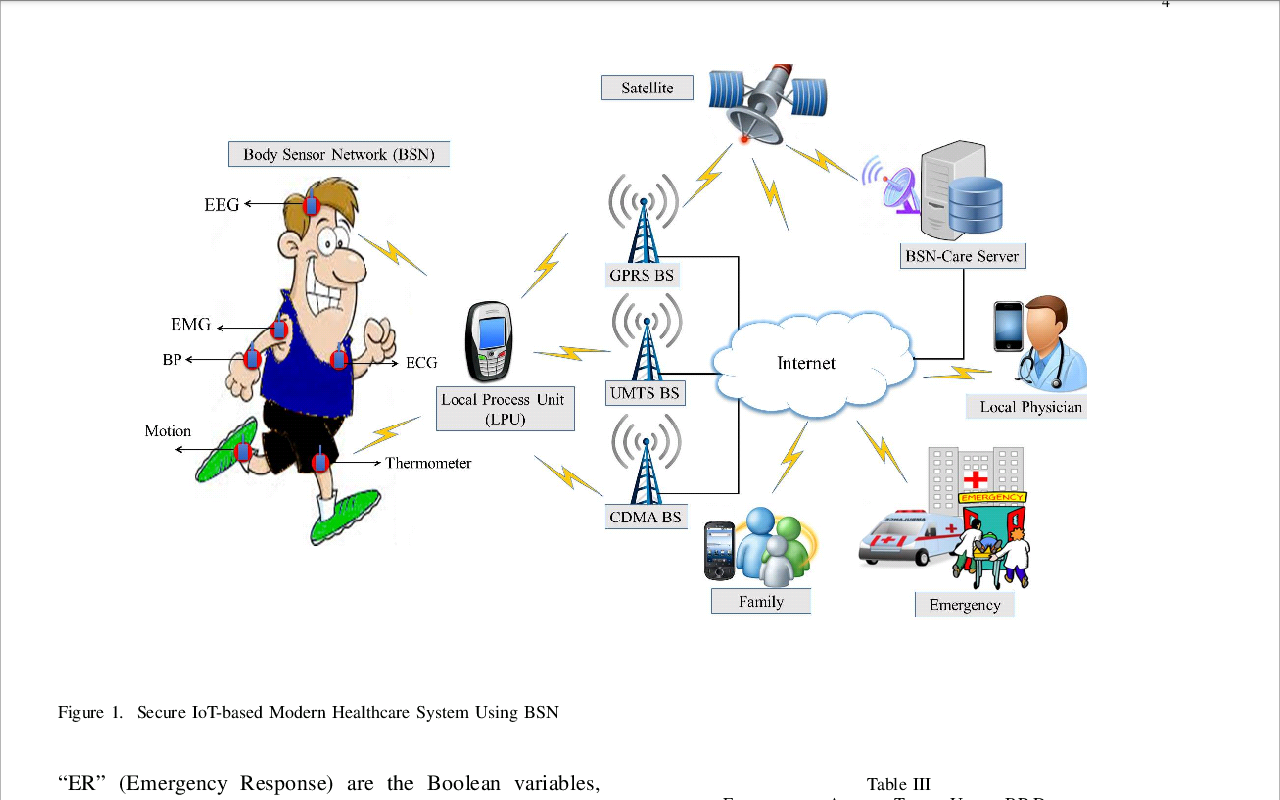 4
Satellite
Body Sensor Network (BSN)
EEG
GPRS BS
BSN-Care Server
EMG
BP
ECG
Internet
Local Process Unit
(LPU)
UMTS BS
Local Physician
Motion
Thermometer
EMERGENCY
CDMA BS
AMBULANCE
Family
Emergency
Figure 1. Secure IoT-based Modern Healthcare System Using BSN
“ER” (Emergency Response) are the Boolean variables,
Table III